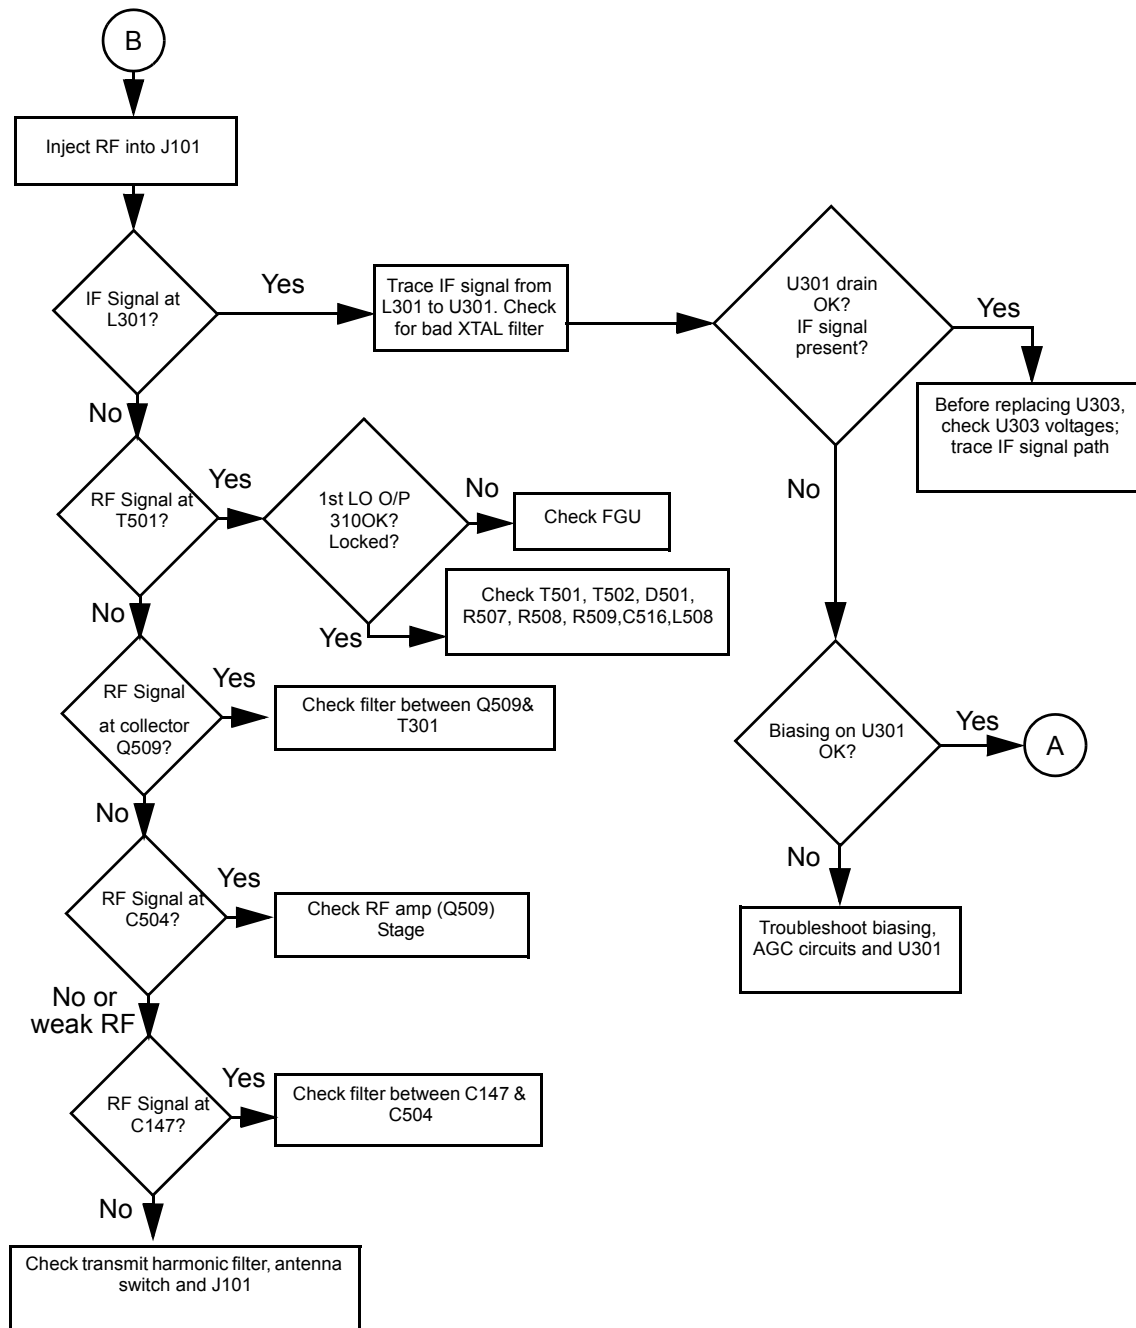 B
Inject RF into J101
IF Signal at
L301?
Yes
Trace IF signal from
L301 to U301. Check
for bad XTAL filter
U301 drain
OK?
IF signal
present?
Yes
Before replacing U303,
check U303 voltages;
trace IF signal path
No
No
RF Signal at
T501?
Yes
1st LO O/P
310OK?
Locked?
No
Check FGU
Yes
Check T501, T502, D501,
R507, R508, R509,C516,L508
No
RF Signal
at collector
Q509?
Yes
Check filter between Q509&
T301
Biasing on U301
OK?
Yes
A
No
Troubleshoot biasing,
AGC circuits and U301
No
RF Signal at
C504?
Yes
Check RF amp (Q509)
Stage
No or
weak RF
RF Signal at
C147?
Yes
Check filter between C147 &
C504
No
Check transmit harmonic filter, antenna
switch and J101